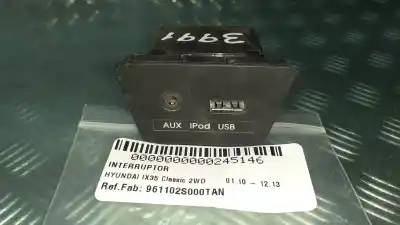 3991
AUX iPod USB
0000000000245146
INTERRUPTOR
HYUNDAI IX35 Classic 2WD 01.10 - 12.13
Ref.Fab: 961102S000TAN